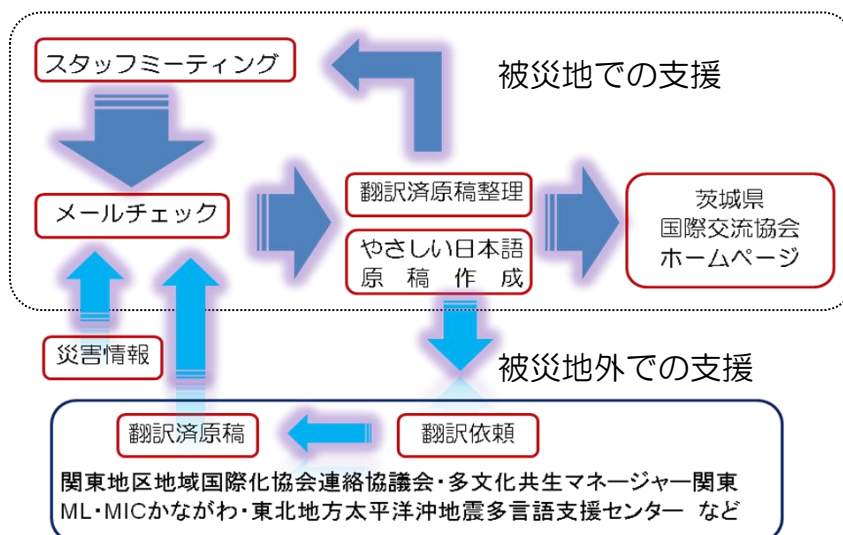 スタッフミーティング
被災地での支援
メールチェック
翻訳済原稿整理
やさしい日本語
原稿作成
茨城県
国際交流協会
ホームページ
災害情報
被災地外での支援
翻訳済原稿
翻訳依頼
関東地区地域国際化協会連絡協議会・多文化共生マネージャー関東
ML・MICかながわ・東北地方太平洋沖地震多言語支援センター など